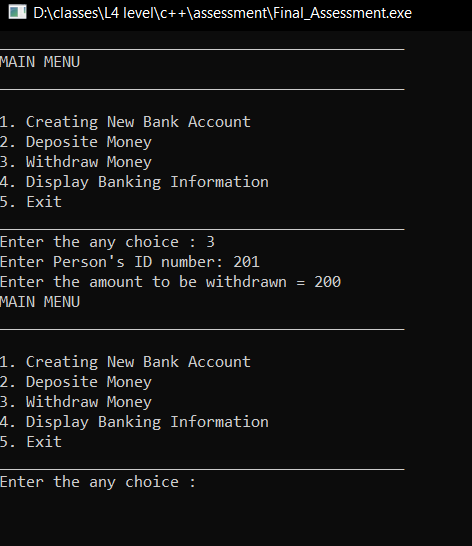 D:\classes\L4 level\c++\assessment\Final_Assessment.exe
MAIN MENU
1. Creating New Bank Account
2. Deposite Money
3. Withdraw Money
4. Display Banking Information
5. Exit
Enter the any choice : 3
Enter Person's ID number: 201
Enter the amount to be withdrawn = 200
MAIN MENU
1. Creating New Bank Account
2. Deposite Money
3. Withdraw Money
4. Display Banking Information
5. Exit
Enter the any choice :